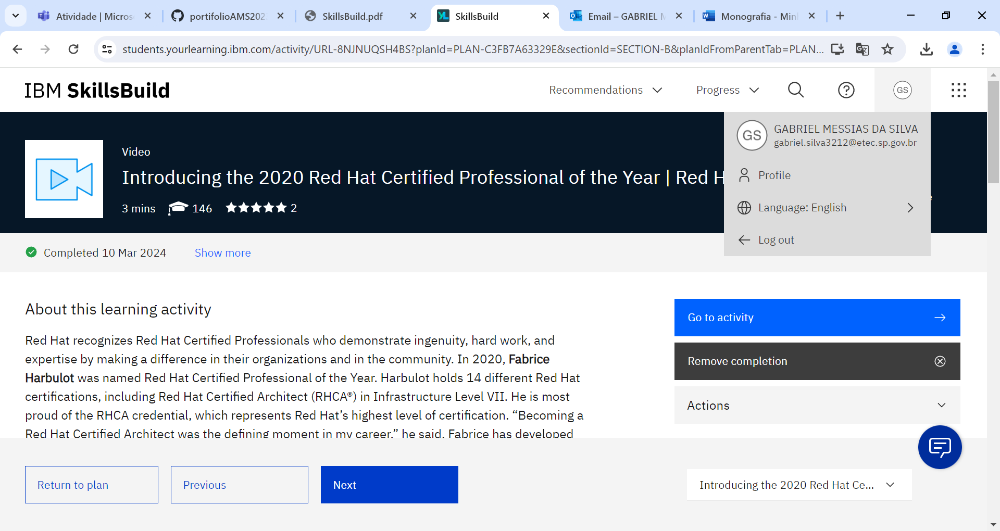 Atividade | Micros
portifolioAMS202
SkillsBuild.pdf
SkillsBuild
Email – GABRIEL M
Monografia - Min
students.yourlearning.ibm.com/activity/URL-8NJNUQSH4BS?planId=PLAN-C3FB7A63329E&sectionId=SECTION-B&planIdFromParentTab=PLAN...
IBM SkillsBuild
Recommendations
Progress
GS
GS
GABRIEL MESSIAS DA SILVA
gabriel.silva3212@etec.sp.gov.br
Profile
Language: English
Log out
Video
Introducing the 2020 Red Hat Certified Professional of the Year | Red H
3 mins 146 2
Completed 10 Mar 2024 Show more
About this learning activity
Red Hat recognizes Red Hat Certified Professionals who demonstrate ingenuity, hard work, and
expertise by making a difference in their organizations and in the community. In 2020, Fabrice
Harbulot was named Red Hat Certified Professional of the Year. Harbulot holds 14 different Red Hat
certifications, including Red Hat Certified Architect (RHCA®) in Infrastructure Level VII. He is most
proud of the RHCA credential, which represents Red Hat’s highest level of certification. “Becoming a
Red Hat Certified Architect was the defining moment in my career,” he said. Fabrice has developed
Go to activity
Remove completion
Actions
Return to plan
Previous
Next
Introducing the 2020 Red Hat Ce...